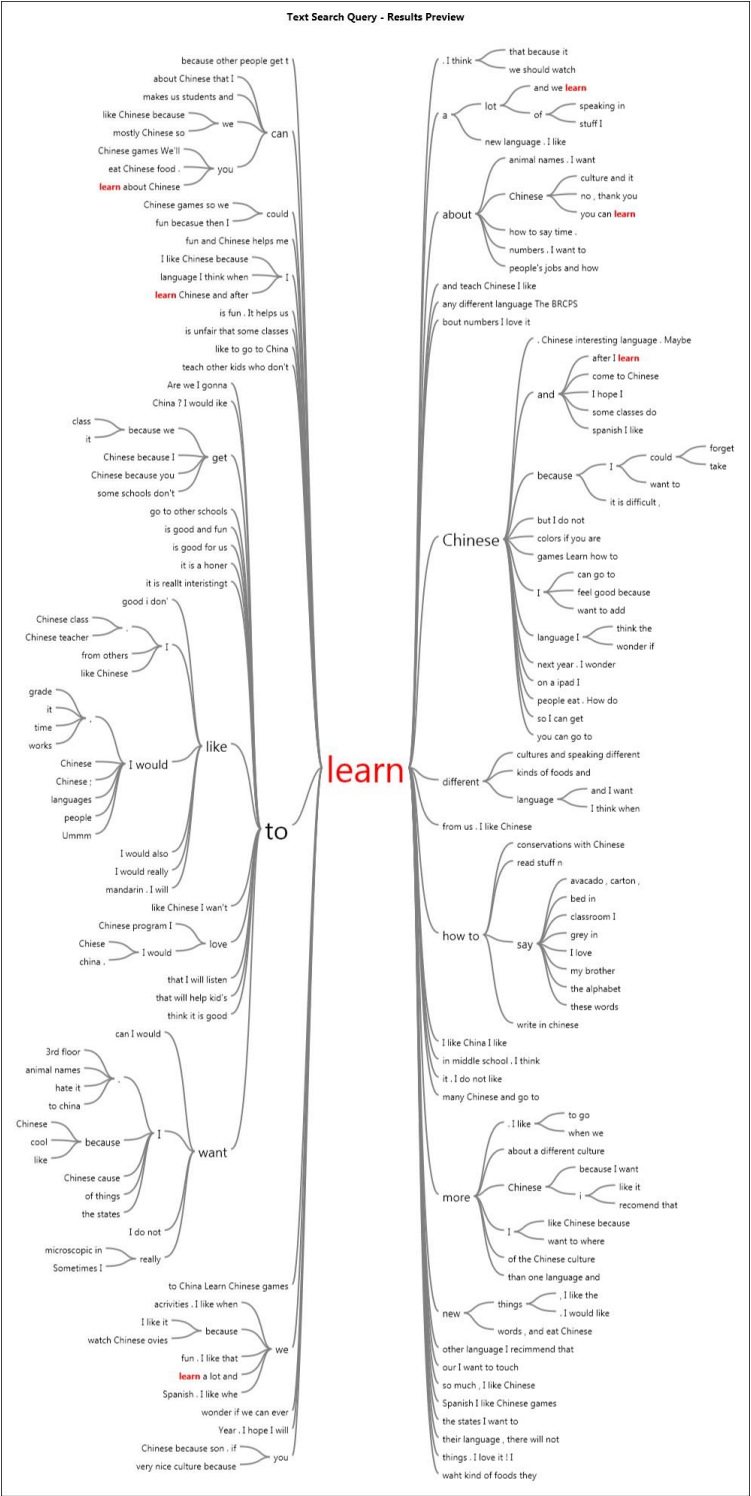 Text Search Query - Results Preview
because other people get t
about Chinese that I
makes us students and
like Chinese because
mostly Chinese so
we
Chinese games We'll
eat Chinese food .
learn about Chinese
you
can
Chinese games so we
fun becasue then I
could
fun and Chinese helps me
I like Chinese because
language I think when
learn Chinese and after
I
is fun . It helps us
is unfair that some classes
like to go to China
teach other kids who don't
Are we I gonna
China ? I would ike
class
it
because we
Chinese because I
Chinese because you
some schools don't
get
go to other schools
is good and fun
is good for us
it is a honer
it is reallt interistingt
good i don'
Chinese class
Chinese teacher
.
from others
like Chinese
I
grade
it
time
works
.
Chinese
Chinese ;
languages
people
Ummm
I would
I would also
I would really
mandarin . I will
like
like Chinese I wan't
Chinese program I
Chiese
china .
I would
love
that I will listen
that will help kid's
think it is good
can I would
3rd floor
animal names
hate it
to china
.
Chinese
cool
like
because
Chinese cause
of things
the states
I
I do not
microscopic in
Sometimes I
really
want
to
to China Learn Chinese games
acrivities . I like when
I like it
watch Chinese ovies
because
fun . I like that
learn a lot and
Spanish . I like whe
we
wonder if we can ever
Year . I hope I will
Chinese because son . if
very nice culture because
you
learn
. I think
that because it
we should watch
a
lot
and we learn
of
speaking in
stuff I
new language . I like
about
animal names . I want
Chinese
culture and it
no , thank you
you can learn
how to say time .
numbers . I want to
people's jobs and how
and teach Chinese I like
any different language The BRCPS
bout numbers I love it
Chinese
. Chinese interesting language . Maybe
and
after I learn
come to Chinese
I hope I
some classes do
spanish I like
because
I
could
forget
take
want to
it is difficult ,
but I do not
colors if you are
games Learn how to
I
can go to
feel good because
want to add
language I
think the
wonder if
next year . I wonder
on a ipad I
people eat . How do
so I can get
you can go to
different
cultures and speaking different
kinds of foods and
language
and I want
I think when
from us . I like Chinese
how to
conservations with Chinese
read stuff n
say
avacado , carton ,
bed in
classroom I
grey in
I love
my brother
the alphabet
these words
write in chinese
I like China I like
in middle school . I think
it . I do not like
many Chinese and go to
more
. I like
to go
when we
about a different culture
Chinese
because I want
i
like it
recomend that
I
like Chinese because
want to where
of the Chinese culture
than one language and
new
things
, I like the
. I would like
words , and eat Chinese
other language I recimmend that
our I want to touch
so much , I like Chinese
Spanish I like Chinese games
the states I want to
their language , there will not
things . I love it ! I
waht kind of foods they